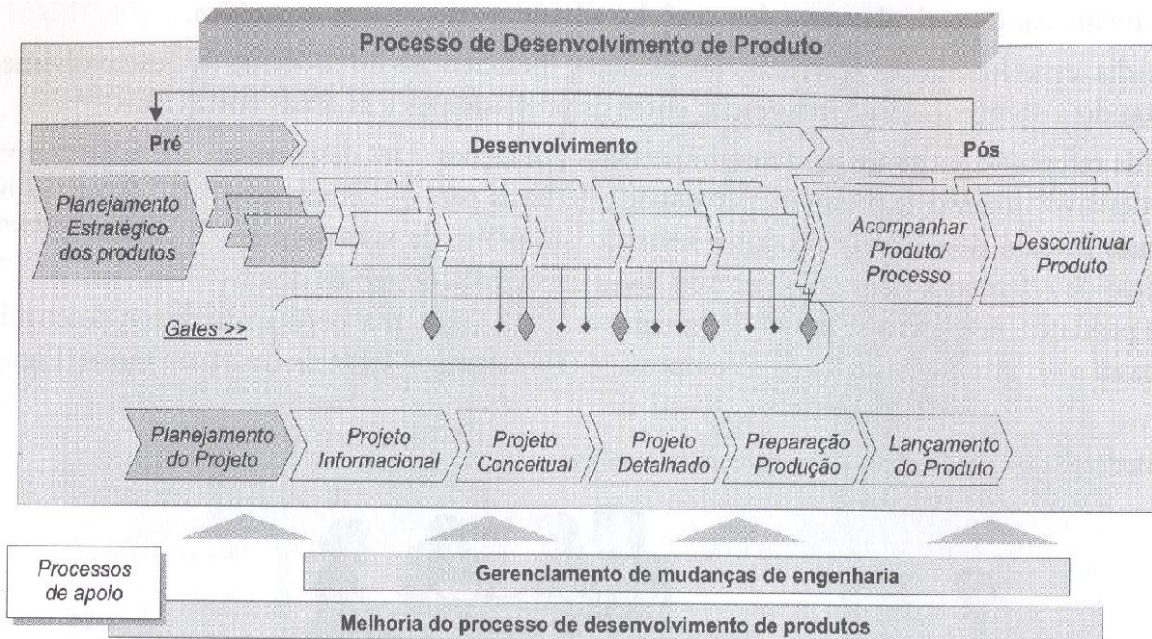 Processo de Desenvolvimento de Produto
Pré
Desenvolvimento
Pós
Planejamento
Estratégico
dos produtos
Acompanhar
Produto/
Processo
Descontinuar
Produto
Gates >>
Planejamento
do Projeto
Projeto
Informacional
Projeto
Conceitual
Projeto
Detalhado
Preparação
Produção
Lançamento
do Produto
Processos
de apoio
Gerenciamento de mudanças de engenharia
Melhoria do processo de desenvolvimento de produtos